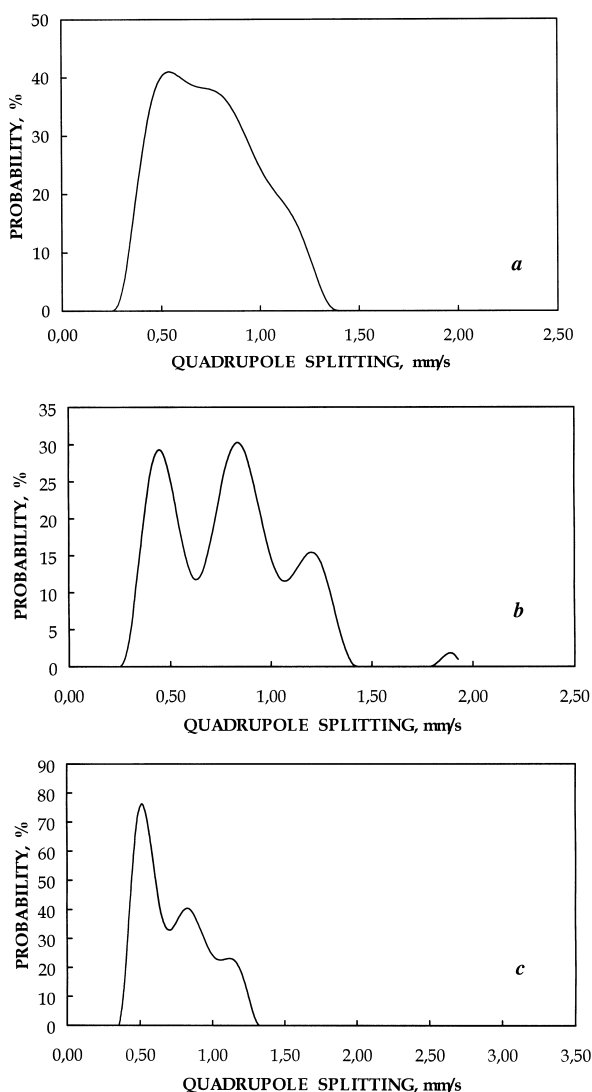 50
40
30
20
10
0
PROBABILITY, %
a
0,00 0,50 1,00 1,50 2,00 2,50
QUADRUPOLE SPLITTING, mm/s
35
30
25
20
15
10
5
0
PROBABILITY, %
b
0,00 0,50 1,00 1,50 2,00 2,50
QUADRUPOLE SPLITTING, mm/s
90
80
70
60
50
40
30
20
10
0
PROBABILITY, %
c
0,00 0,50 1,00 1,50 2,00 2,50 3,00 3,50
QUADRUPOLE SPLITTING, mm/s